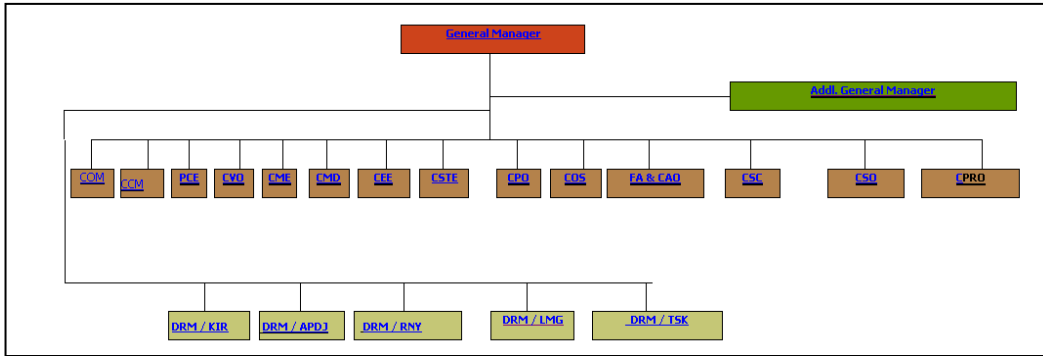 General Manager
Addl. General Manager
COM
CCM
PCE
CVO
CME
CMD
CEE
CSTE
CPO
COS
FA & CAO
CSC
CSO
CPRO
DRM / KIR
DRM / APDJ
DRM / RNY
DRM / LMG
DRM / TSK